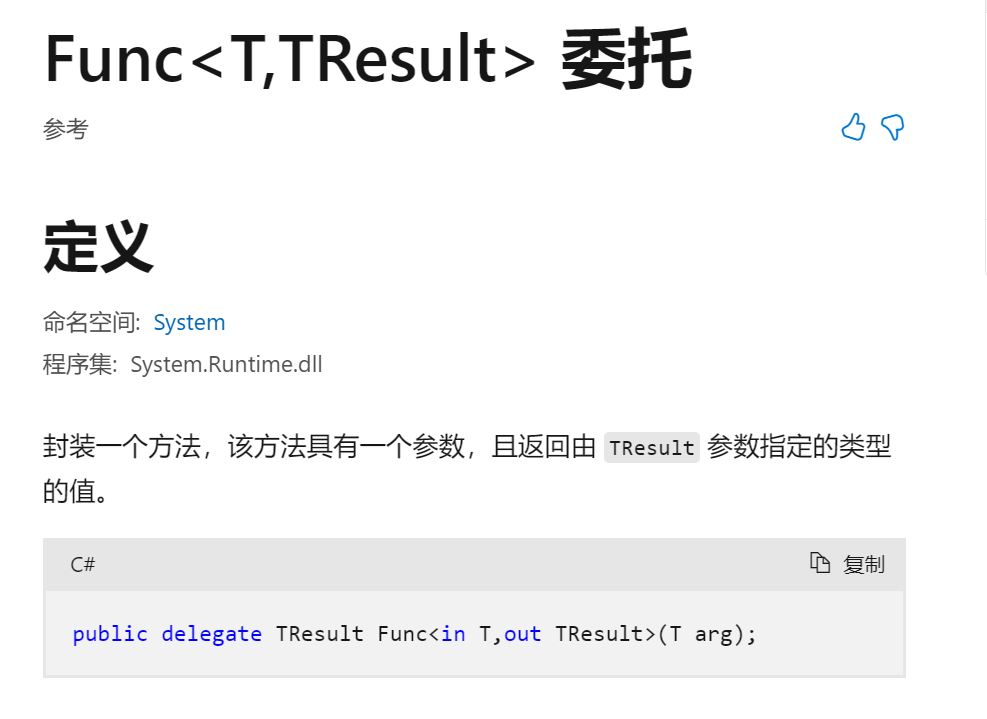 Func<T,TResult> 委托
参考
定义
命名空间: System
程序集: System.Runtime.dll
封装一个方法，该方法具有一个参数，且返回由 TResult 参数指定的类型
的值。
C# 复制
public delegate TResult Func<in T,out TResult>(T arg);